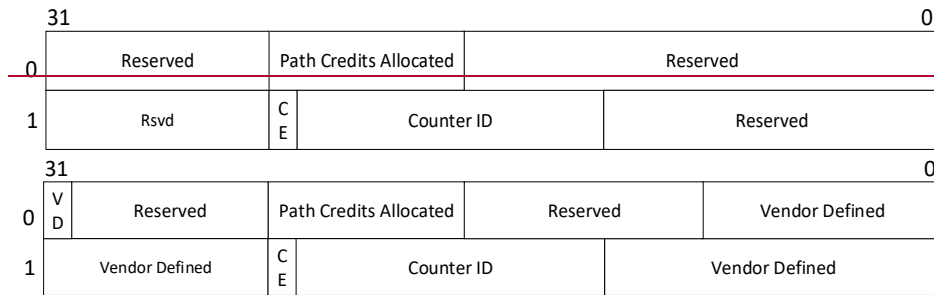 31 0
0 Reserved Path Credits Allocated Reserved
1 Rsvd C E Counter ID Reserved
31 0
0 V D Reserved Path Credits Allocated Reserved Vendor Defined
1 Vendor Defined C E Counter ID Vendor Defined